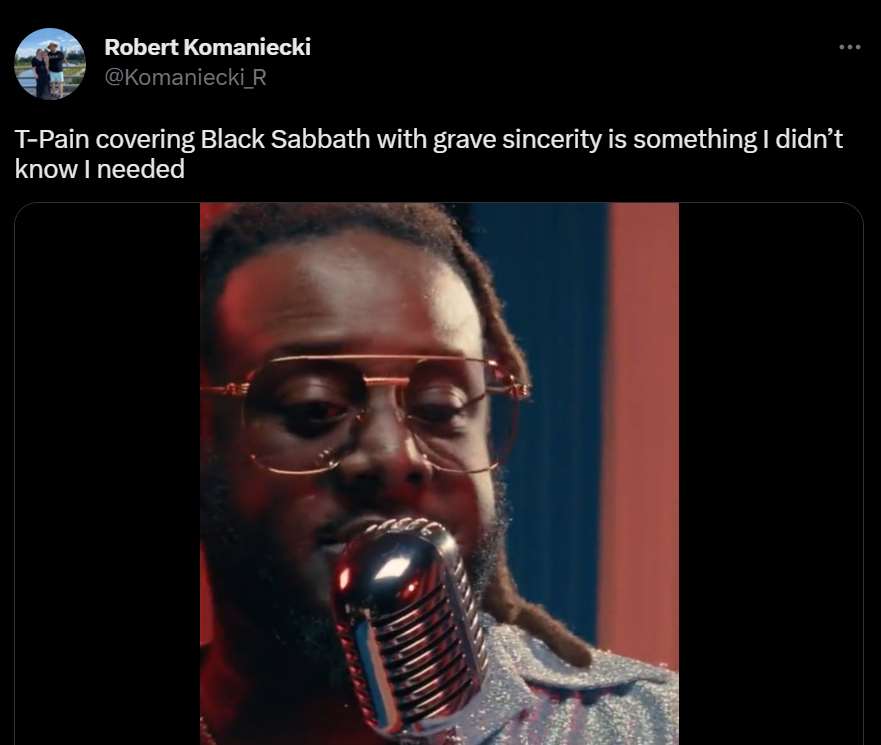 Robert Komaniecki
@Komaniecki_R
T-Pain covering Black Sabbath with grave sincerity is something I didn’t
know I needed